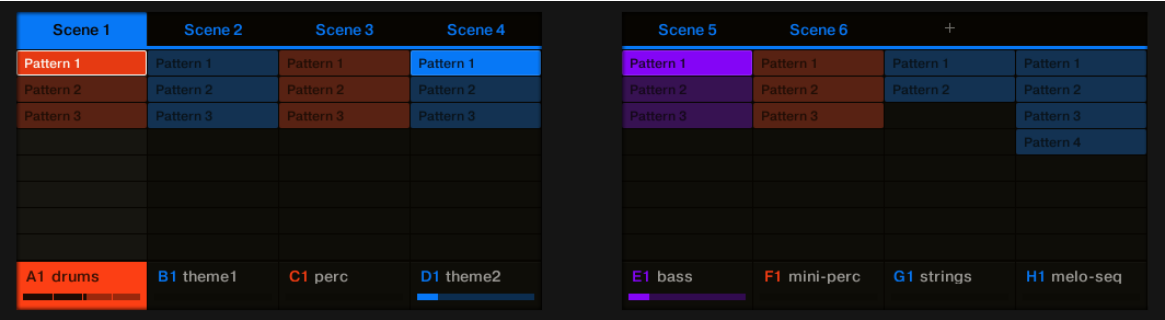 Scene 1 Scene 2 Scene 3 Scene 4 Scene 5 Scene 6 +
Pattern 1 Pattern 1 Pattern 1 Pattern 1 Pattern 1 Pattern 1 Pattern 1 Pattern 1
Pattern 2 Pattern 2 Pattern 2 Pattern 2 Pattern 2 Pattern 2 Pattern 2 Pattern 2
Pattern 3 Pattern 3 Pattern 3 Pattern 3 Pattern 3 Pattern 3 Pattern 3
Pattern 4
A1 drums B1 theme1 C1 perc D1 theme2 E1 bass F1 mini-perc G1 strings H1 melo-seq